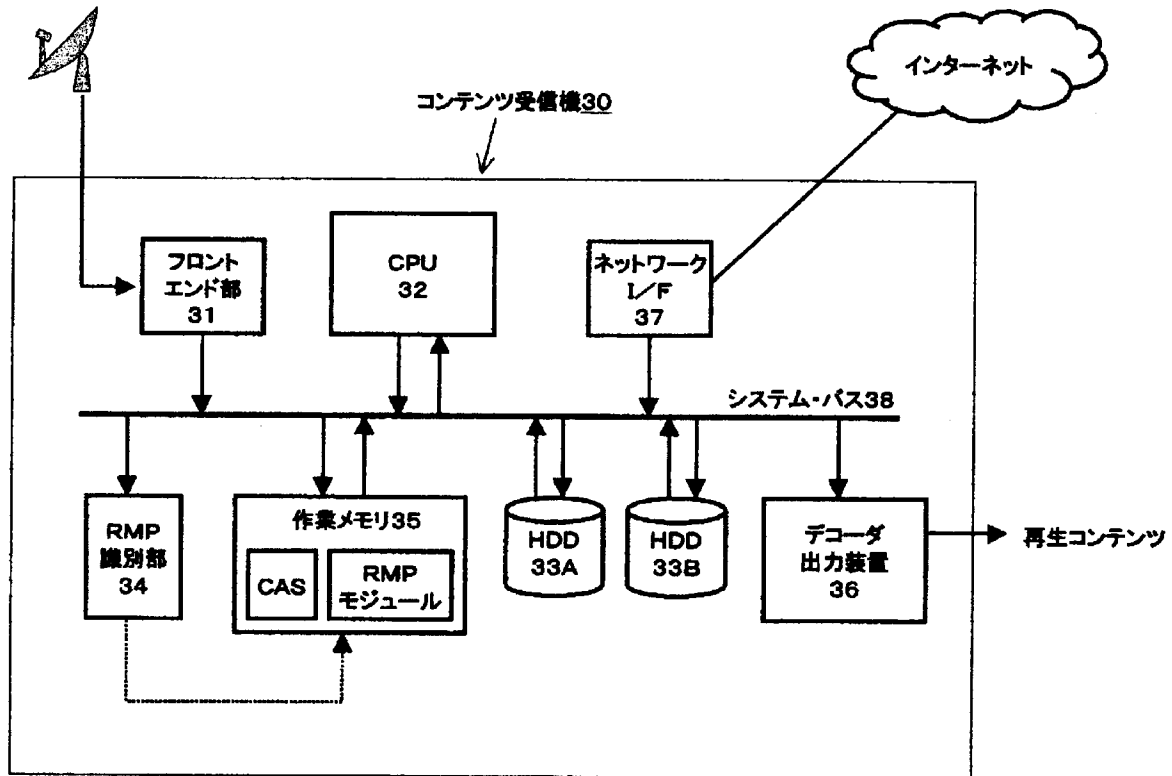 インターネット
コンテンツ受信機30
フロント
エンド部
31
CPU
32
ネットワーク
I/F
37
システム・バス38
RMP
識別部
34
作業メモリ35
CAS
RMP
モジュール
HDD
33A
HDD
33B
デコーダ
出力装置
36
再生コンテンツ